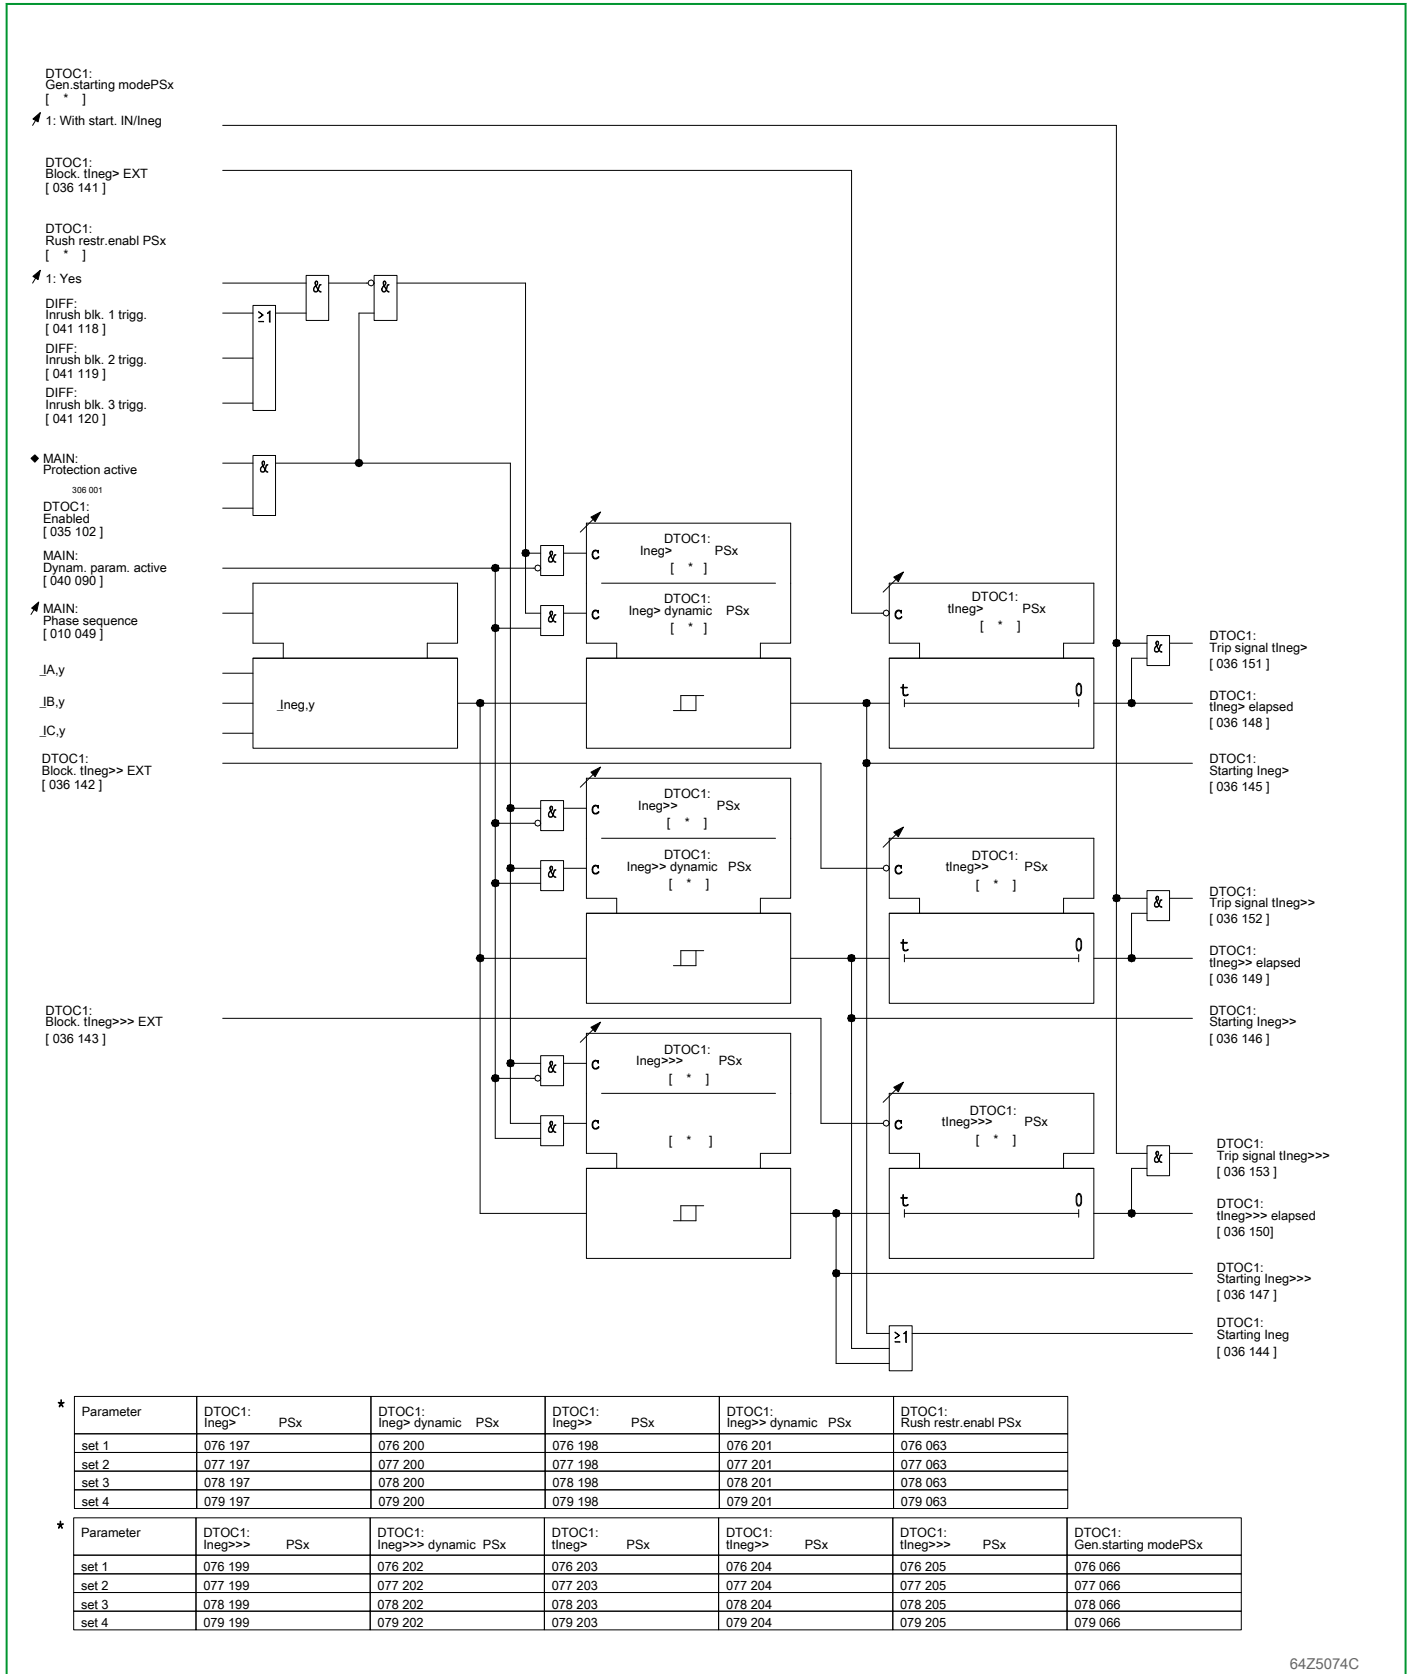 DTOC1:
Gen.starting modePSx
[ * ]
1: With start. IN/Ineg
DTOC1:
Block. tIneg> EXT
[ 036 141 ]
DTOC1:
Rush restr.enabl PSx
[ * ]
1: Yes
&
&
DIFF:
Inrush blk. 1 trigg.
[ 041 118 ]
≥1
DIFF:
Inrush blk. 2 trigg.
[ 041 119 ]
DIFF:
Inrush blk. 3 trigg.
[ 041 120 ]
MAIN:
Protection active
306 001
&
DTOC1:
Enabled
[ 035 102 ]
MAIN:
Dynam. param. active
[ 040 090 ]
MAIN:
Phase sequence
[ 010 049 ]
_IA,y
_IB,y
_IC,y
_Ineg,y
&
C
DTOC1:
Ineg> PSx
[ * ]
&
C
DTOC1:
Ineg> dynamic PSx
[ * ]
C
DTOC1:
tIneg> PSx
[ * ]
t 0
&
DTOC1:
Trip signal tIneg>
[ 036 151 ]
DTOC1:
tIneg> elapsed
[ 036 148 ]
DTOC1:
Starting Ineg>
[ 036 145 ]
DTOC1:
Block. tIneg>> EXT
[ 036 142 ]
&
C
DTOC1:
Ineg>> PSx
[ * ]
&
C
DTOC1:
Ineg>> dynamic PSx
[ * ]
C
DTOC1:
tIneg>> PSx
[ * ]
t 0
&
DTOC1:
Trip signal tIneg>>
[ 036 152 ]
DTOC1:
tIneg>> elapsed
[ 036 149 ]
DTOC1:
Starting Ineg>>
[ 036 146 ]
DTOC1:
Block. tIneg>>> EXT
[ 036 143 ]
&
C
DTOC1:
Ineg>>> PSx
[ * ]
&
C
[ * ]
C
DTOC1:
tIneg>>> PSx
[ * ]
t 0
&
DTOC1:
Trip signal tIneg>>>
[ 036 153 ]
DTOC1:
tIneg>>> elapsed
[ 036 150]
DTOC1:
Starting Ineg>>>
[ 036 147 ]
≥1
DTOC1:
Starting Ineg
[ 036 144 ]
* Parameter DTOC1: Ineg> PSx DTOC1: Ineg> dynamic PSx DTOC1: Ineg>> PSx DTOC1: Ineg>> dynamic PSx DTOC1: Rush restr.enabl PSx
set 1 076 197 076 200 076 198 076 201 076 063
set 2 077 197 077 200 077 198 077 201 077 063
set 3 078 197 078 200 078 198 078 201 078 063
set 4 079 197 079 200 079 198 079 201 079 063
* Parameter DTOC1: Ineg>>> PSx DTOC1: Ineg>>> dynamic PSx DTOC1: tIneg> PSx DTOC1: tIneg>> PSx DTOC1: tIneg>>> PSx DTOC1: Gen.starting modePSx
set 1 076 199 076 202 076 203 076 204 076 205 076 066
set 2 077 199 077 202 077 203 077 204 077 205 077 066
set 3 078 199 078 202 078 203 078 204 078 205 078 066
set 4 079 199 079 202 079 203 079 204 079 205 079 066
64Z5074C